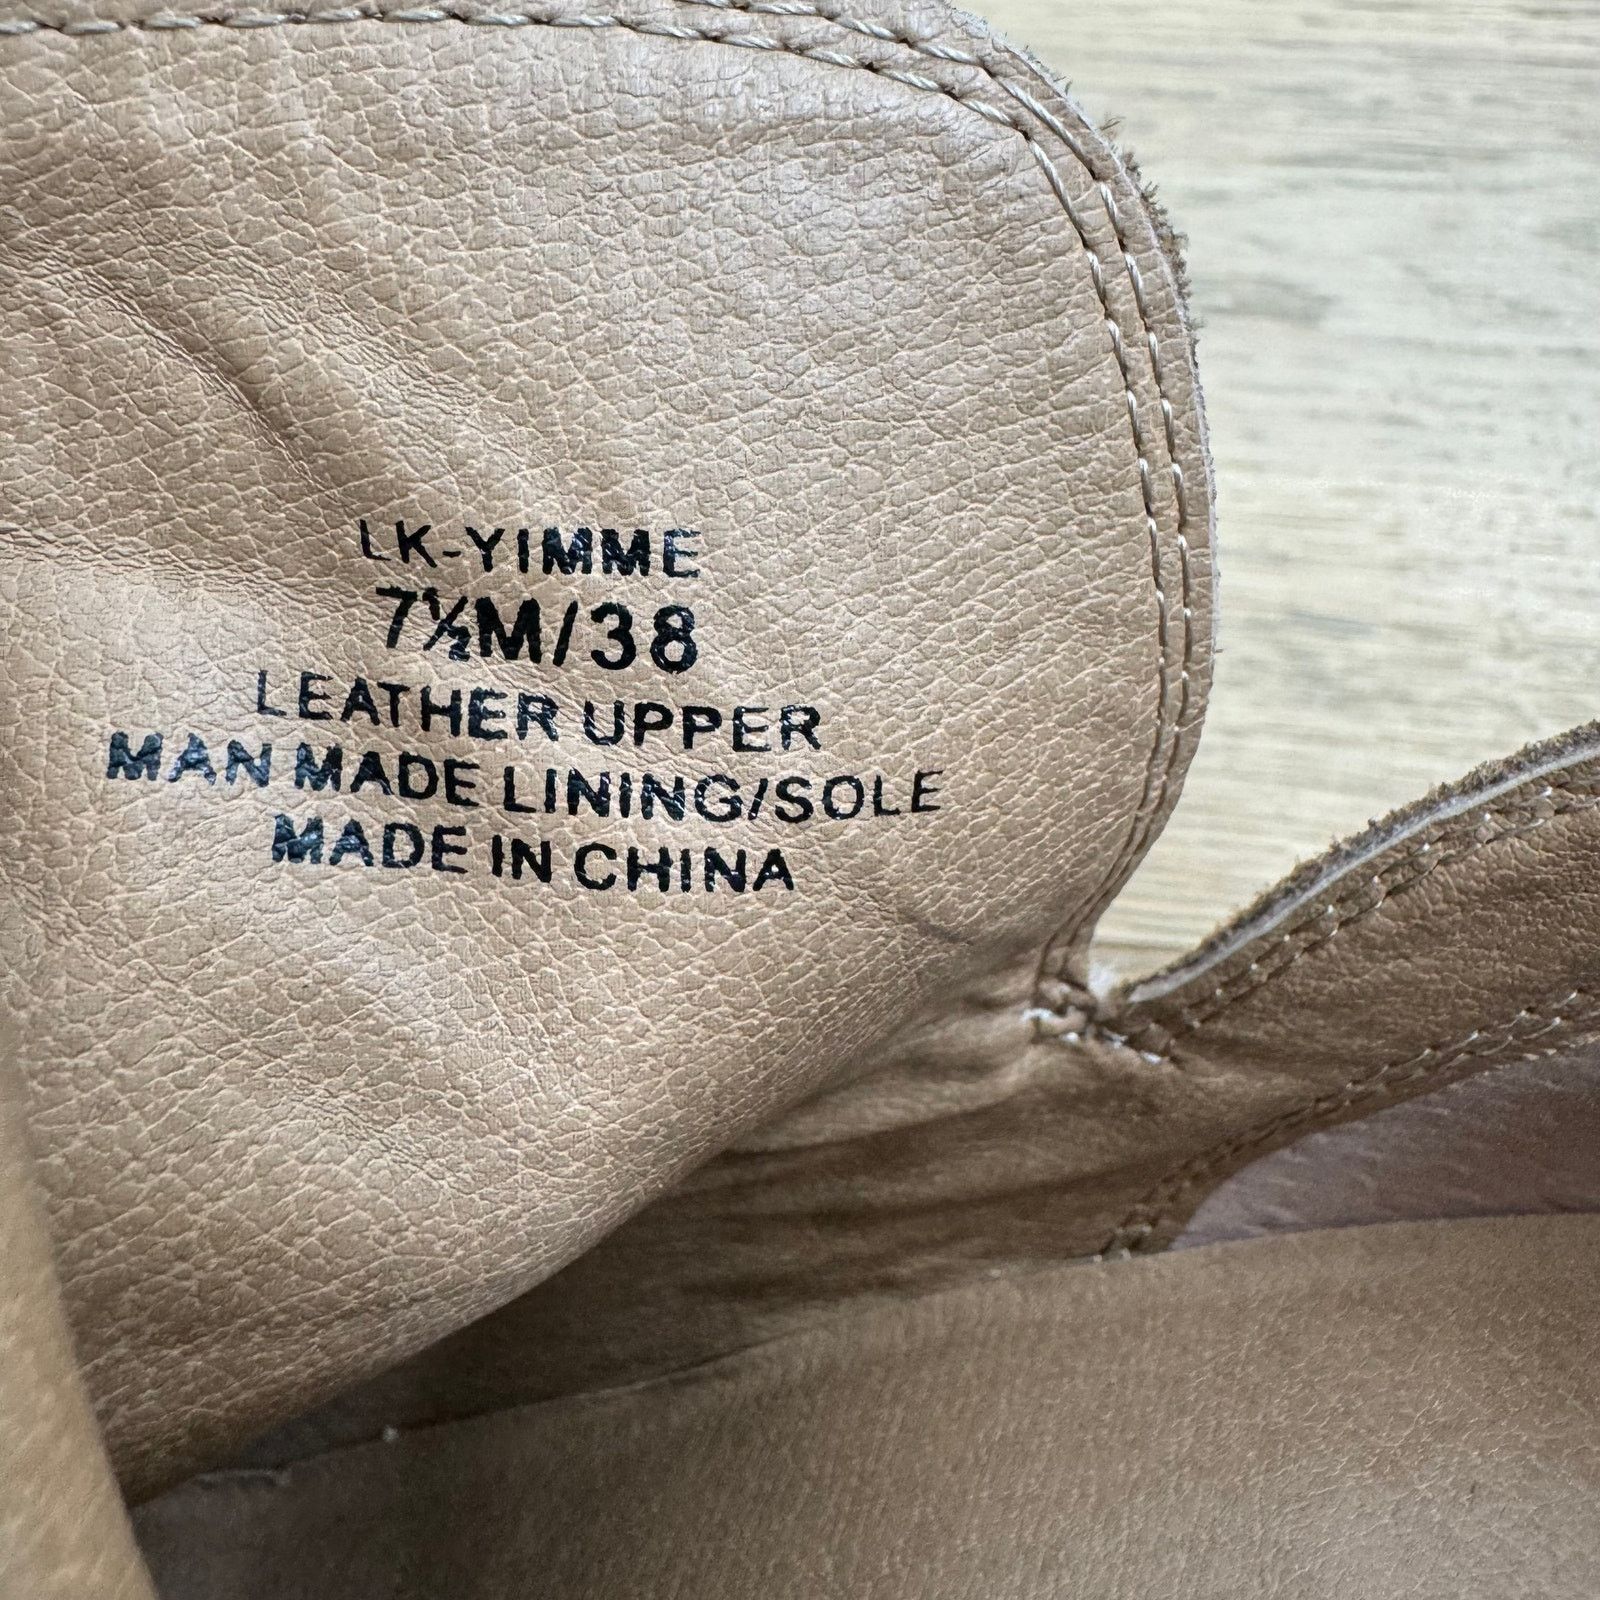 LK-YIMME
7½M/38
LEATHER UPPER
MAN MADE LINING/SOLE
MADE IN CHINA